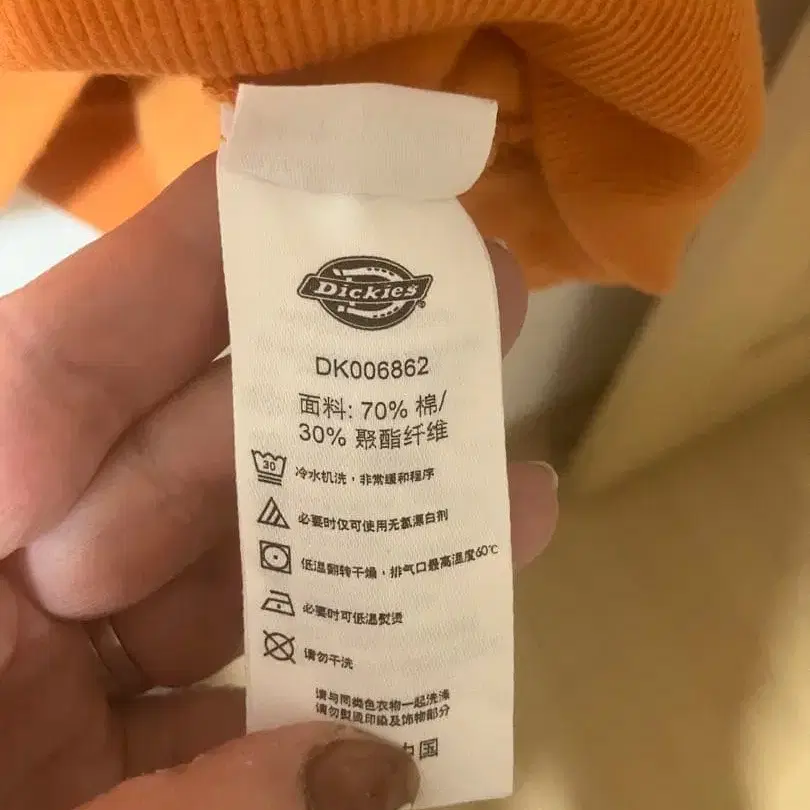 Dickies®
DK006862
面料: 70% 棉/
30% 聚酯纤维
30
冷水机洗，非常缓和程序
必要时仅可使用无氯漂白剂
低温翻转干燥，排气口最高温度60℃
必要时可低温熨烫
请勿干洗
请与同类色衣物一起洗涤
请勿熨烫印染及饰物部分
中国